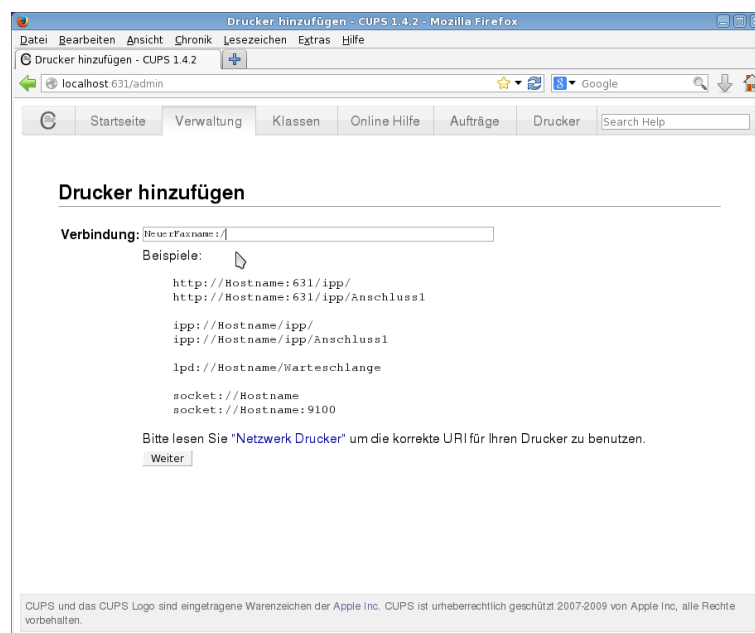 Drucker hinzufügen - CUPS 1.4.2 - Mozilla Firefox
Datei Bearbeiten Ansicht Chronik Lesezeichen Extras Hilfe
Drucker hinzufügen - CUPS 1.4.2
localhost:631/admin
Google
Startseite Verwaltung Klassen Online Hilfe Aufträge Drucker Search Help
Drucker hinzufügen
Verbindung: NeuerFaxname:/
Beispiele:
http://Hostname:631/ipp/
http://Hostname:631/ipp/Anschluss1
ipp://Hostname/ipp/
ipp://Hostname/ipp/Anschluss1
lpd://Hostname/Warteschlange
socket://Hostname
socket://Hostname:9100
Bitte lesen Sie "Netzwerk Drucker" um die korrekte URI für Ihren Drucker zu benutzen.
Weiter
CUPS und das CUPS Logo sind eingetragene Warenzeichen der Apple Inc. CUPS ist urheberrechtlich geschützt 2007-2009 von Apple Inc, alle Rechte
vorbehalten.